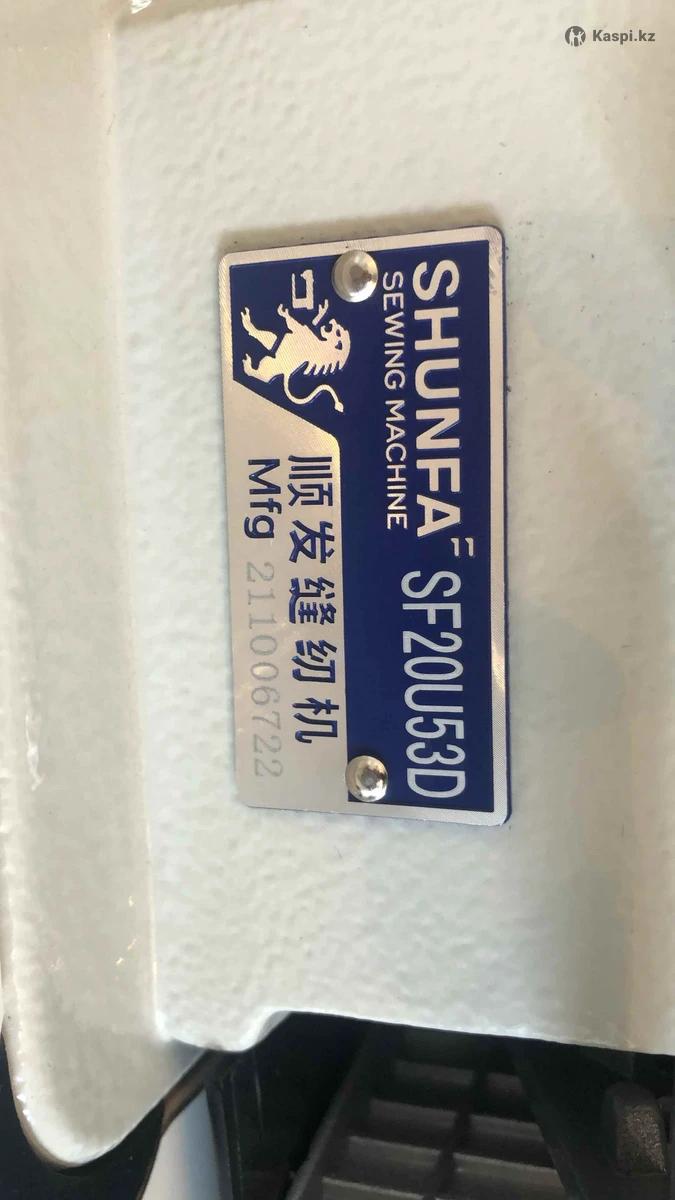 Kaspi.kz
SHUNFA SF20U53D
SEWING MACHINE
顺发缝纫机
Mfg 211006722